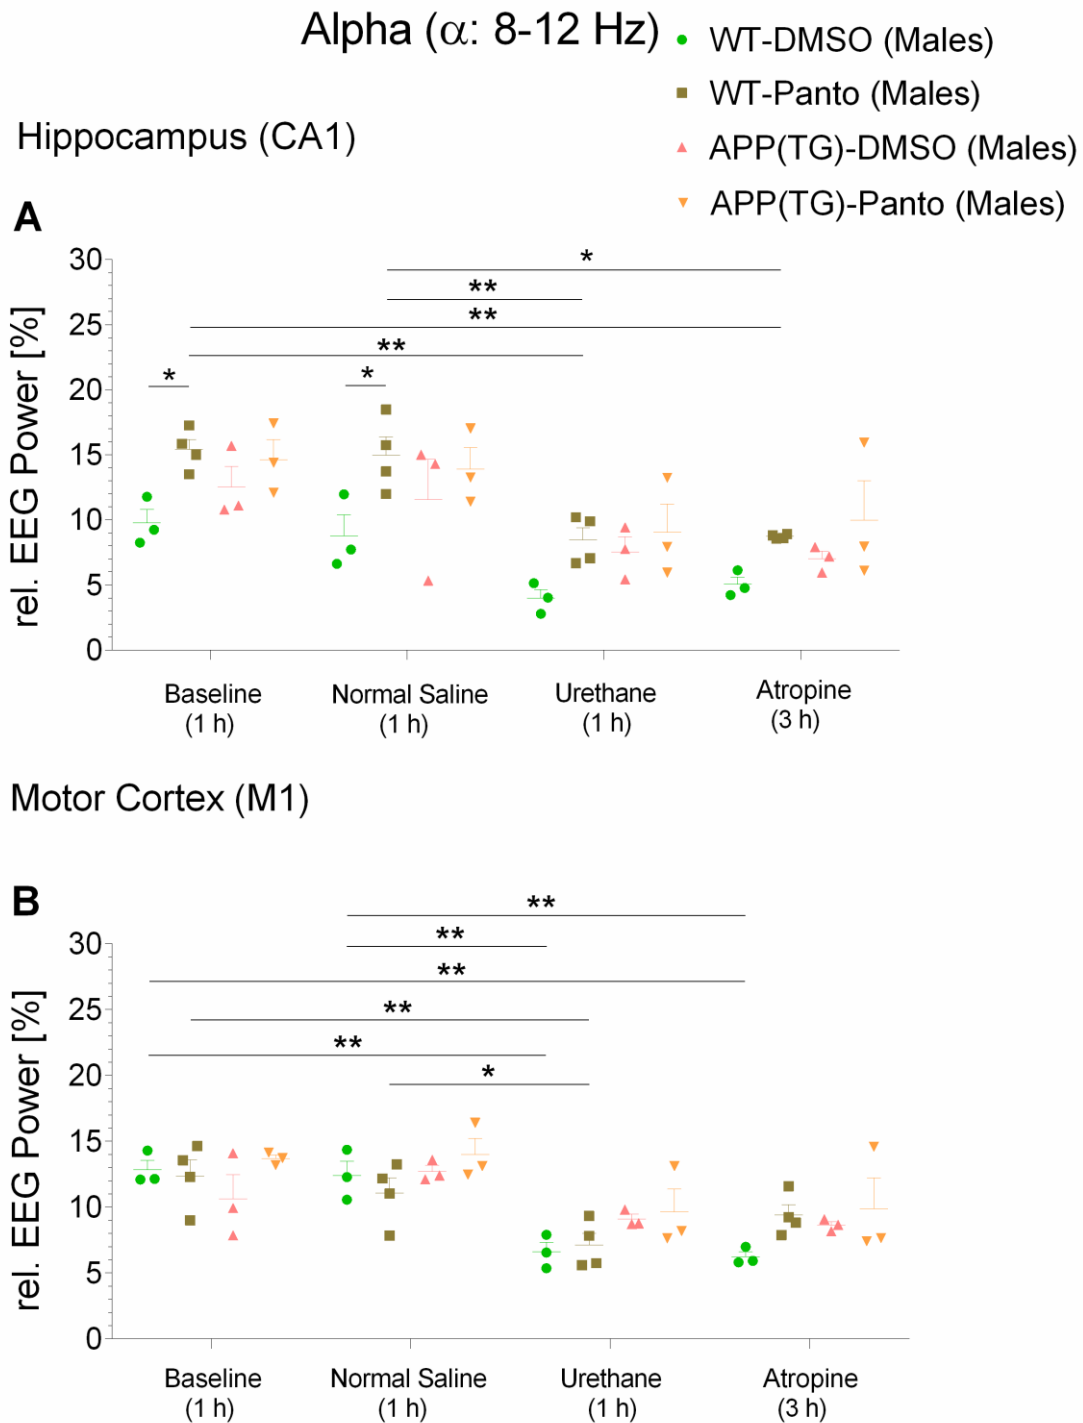 Alpha (α: 8-12 Hz)
WT-DMSO (Males)
WT-Panto (Males)
APP(TG)-DMSO (Males)
APP(TG)-Panto (Males)
Hippocampus (CA1)
A
rel. EEG Power [%]
30
25
20
15
10
5
0
*
**
**
**
*
*
Baseline
(1 h)
Normal Saline
(1 h)
Urethane
(1 h)
Atropine
(3 h)
Motor Cortex (M1)
B
rel. EEG Power [%]
30
25
20
15
10
5
0
**
**
**
**
**
*
Baseline
(1 h)
Normal Saline
(1 h)
Urethane
(1 h)
Atropine
(3 h)